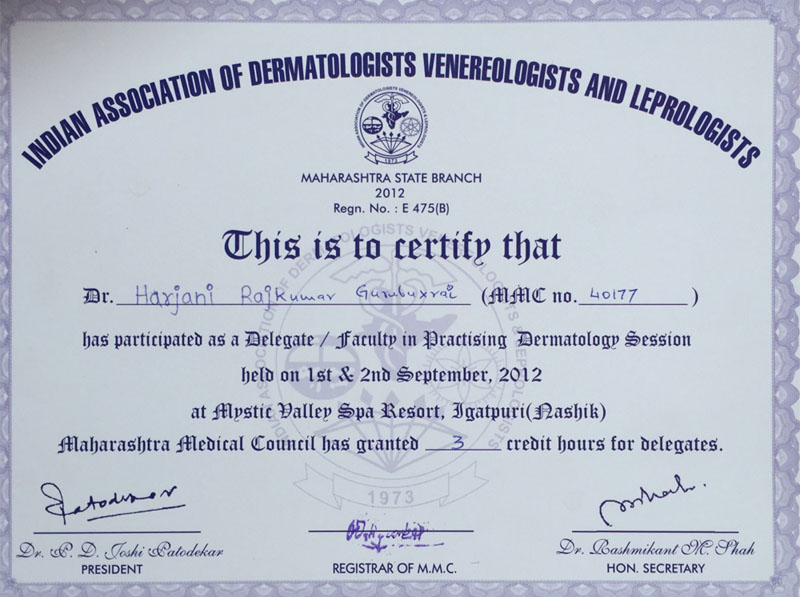 INDIAN ASSOCIATION OF DERMATOLOGISTS VENEREOLOGISTS AND LEPROLOGISTS
1973
MAHARASHTRA STATE BRANCH
2012
Regn. No. : E 475(B)
This is to certify that
Dr. Harjani Rajkumar Gurubuxrai (MMC no. 40177 )
has participated as a Delegate / Faculty in Practising Dermatology Session
held on 1st & 2nd September, 2012
at Mystic Valley Spa Resort, Igatpuri(Nashik)
Maharashtra Medical Council has granted 3 credit hours for delegates.
1973
Dr. P. D. Joshi Patodekar
PRESIDENT
REGISTRAR OF M.M.C.
Dr. Rashmikant M. Shah
HON. SECRETARY